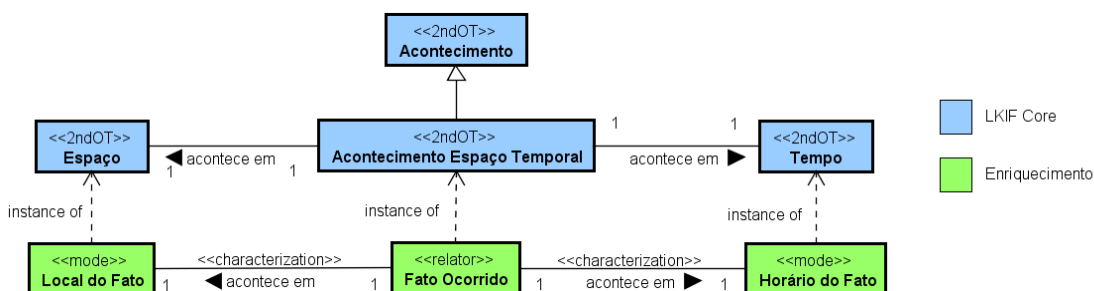 <<2ndOT>>
Acontecimento
<<2ndOT>>
Espaço
<<2ndOT>>
Acontecimento Espaço Temporal
<<2ndOT>>
Tempo
1
1
acontece em
1
1
acontece em
LKIF Core
Enriquecimento
instance of
instance of
instance of
<<mode>>
Local do Fato
<<characterization>>
1
acontece em
1
<<relator>>
Fato Ocorrido
<<characterization>>
1
acontece em
1
<<mode>>
Horário do Fato